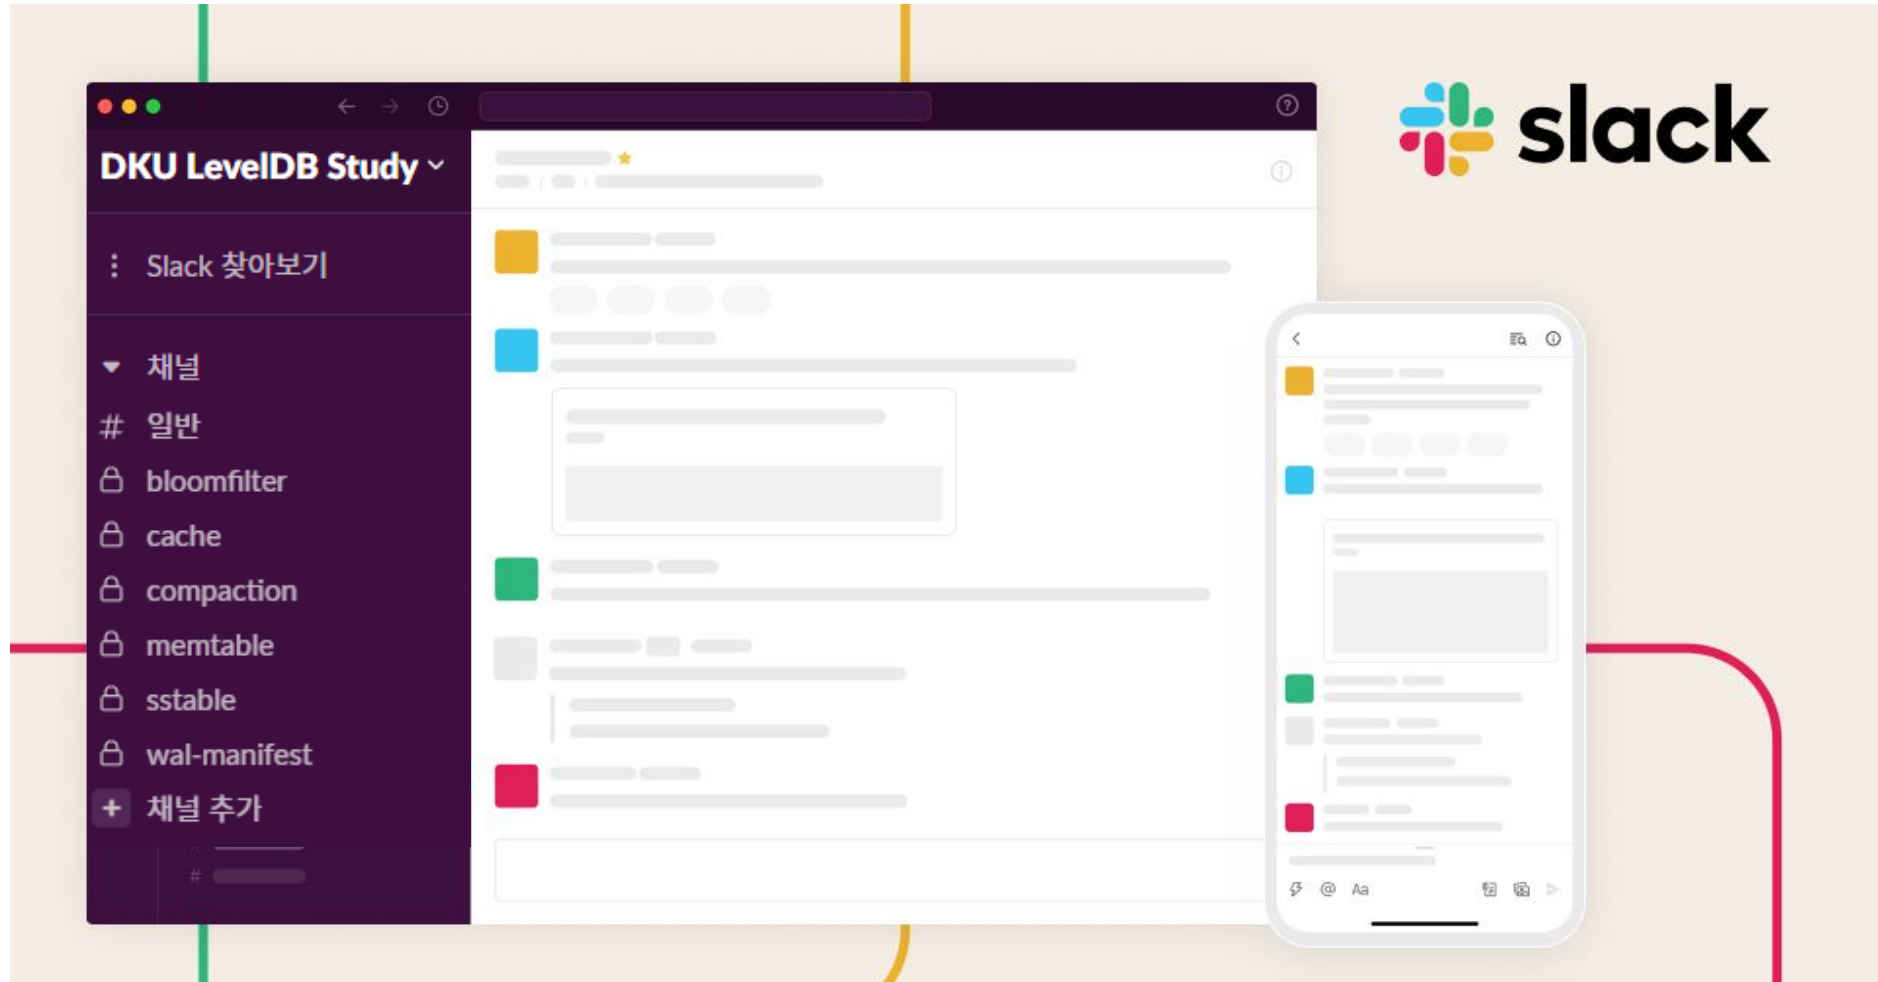 slack
DKU LevelDB Study
Slack 찾아보기
채널
# 일반
bloomfilter
cache
compaction
memtable
sstable
wal-manifest
+ 채널 추가
#
@ Aa